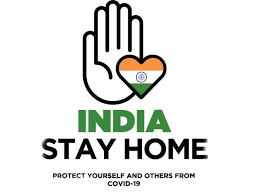 INDIA
STAY HOME
PROTECT YOURSELF AND OTHERS FROM
COVID-19